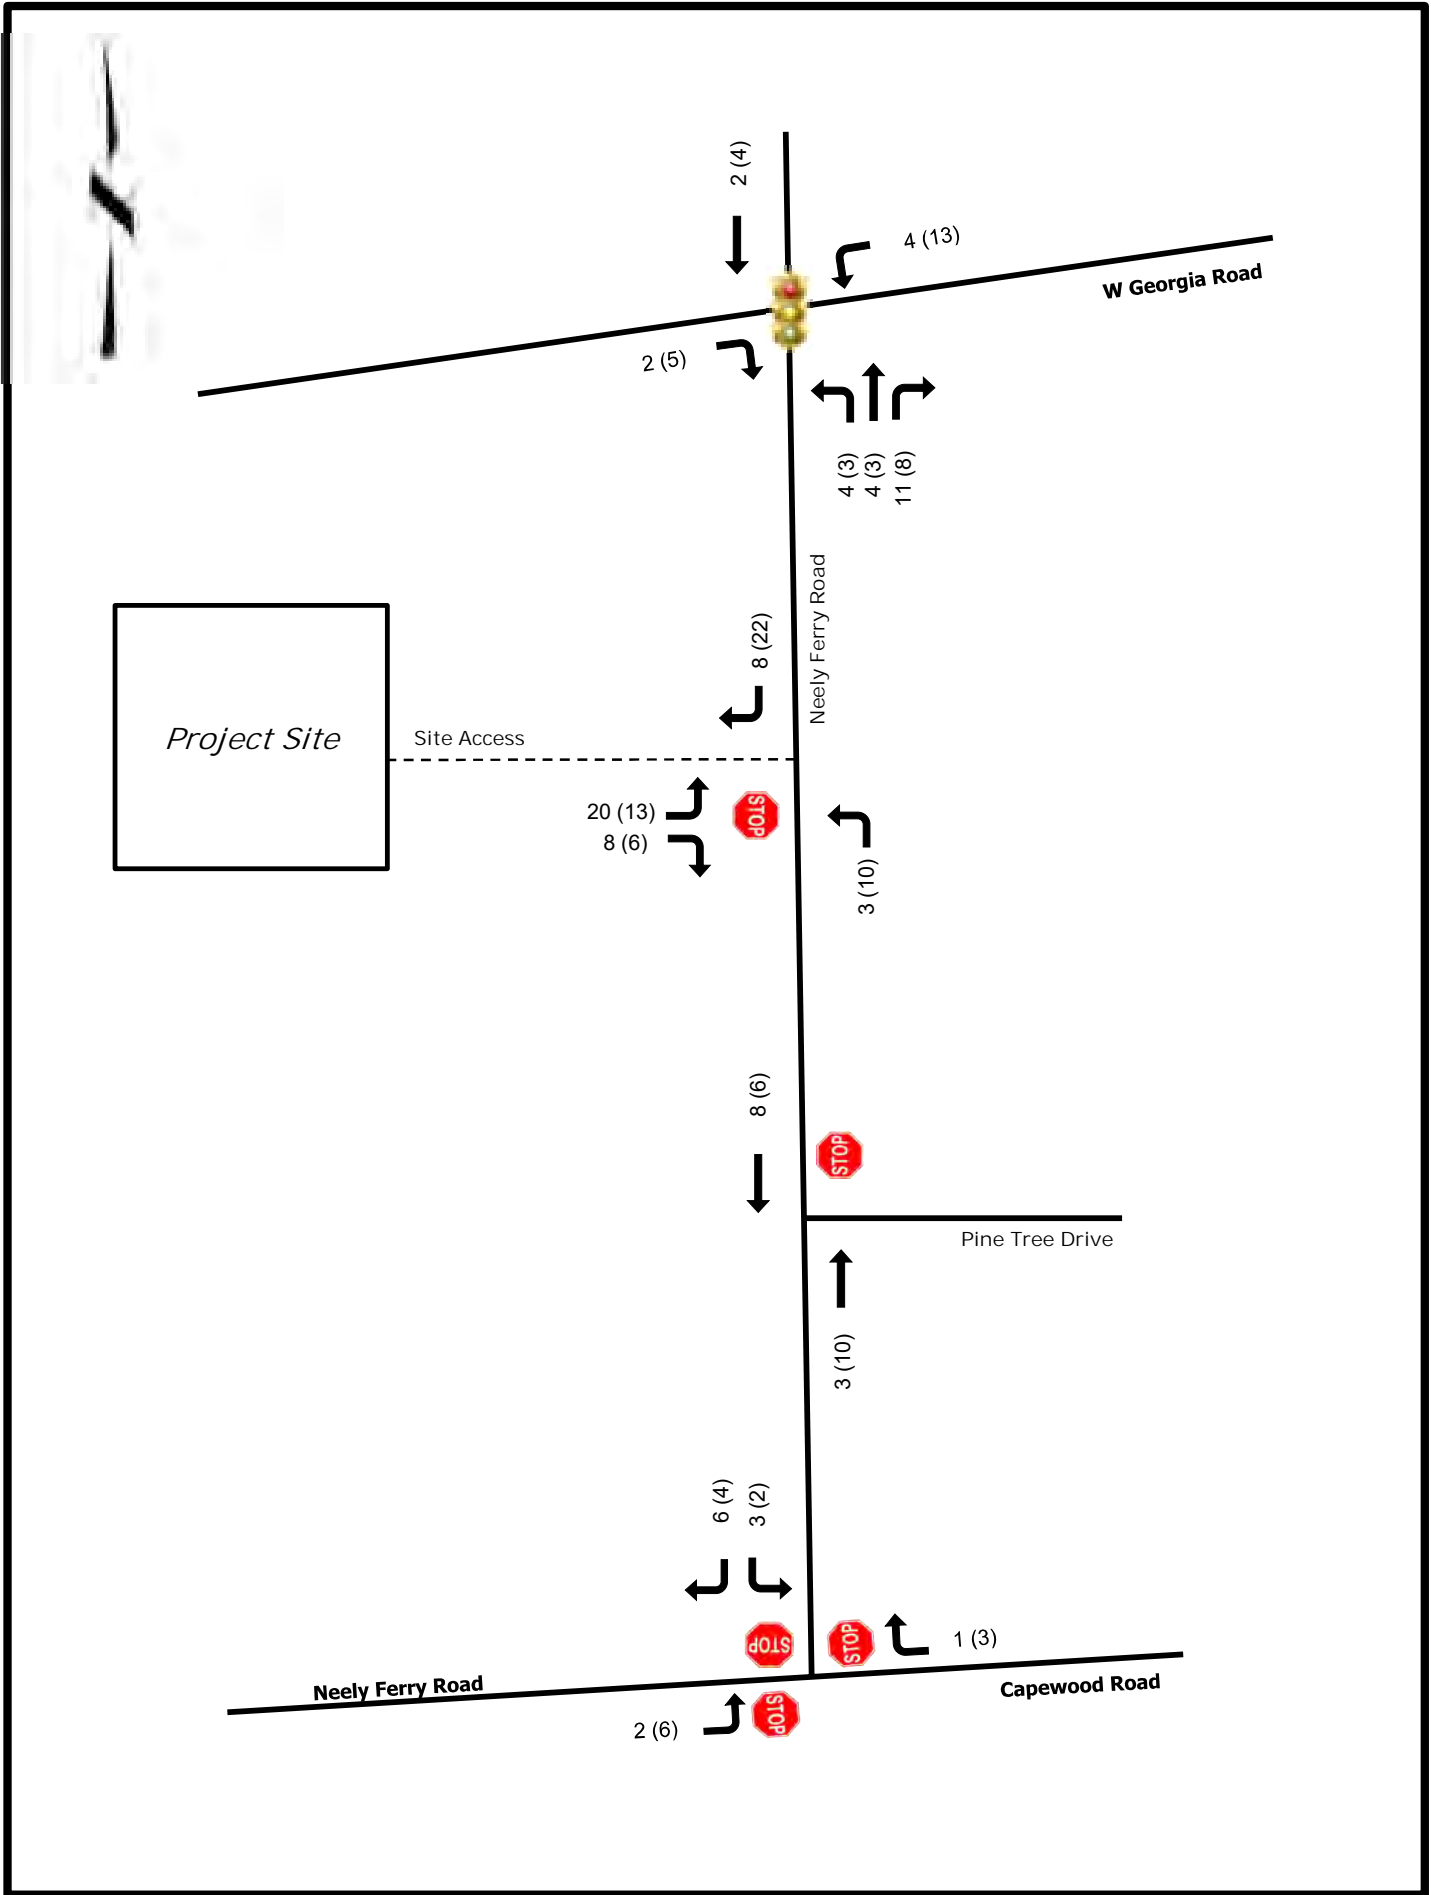 2 (4)
4 (13)
W Georgia Road
2 (5)
4 (3)
4 (3)
11 (8)
Neely Ferry Road
8 (22)
Project Site
Site Access
20 (13)
STOP
8 (6)
3 (10)
8 (6)
STOP
Pine Tree Drive
3 (10)
6 (4)
3 (2)
STOP
STOP
1 (3)
Neely Ferry Road
Capewood Road
STOP
2 (6)